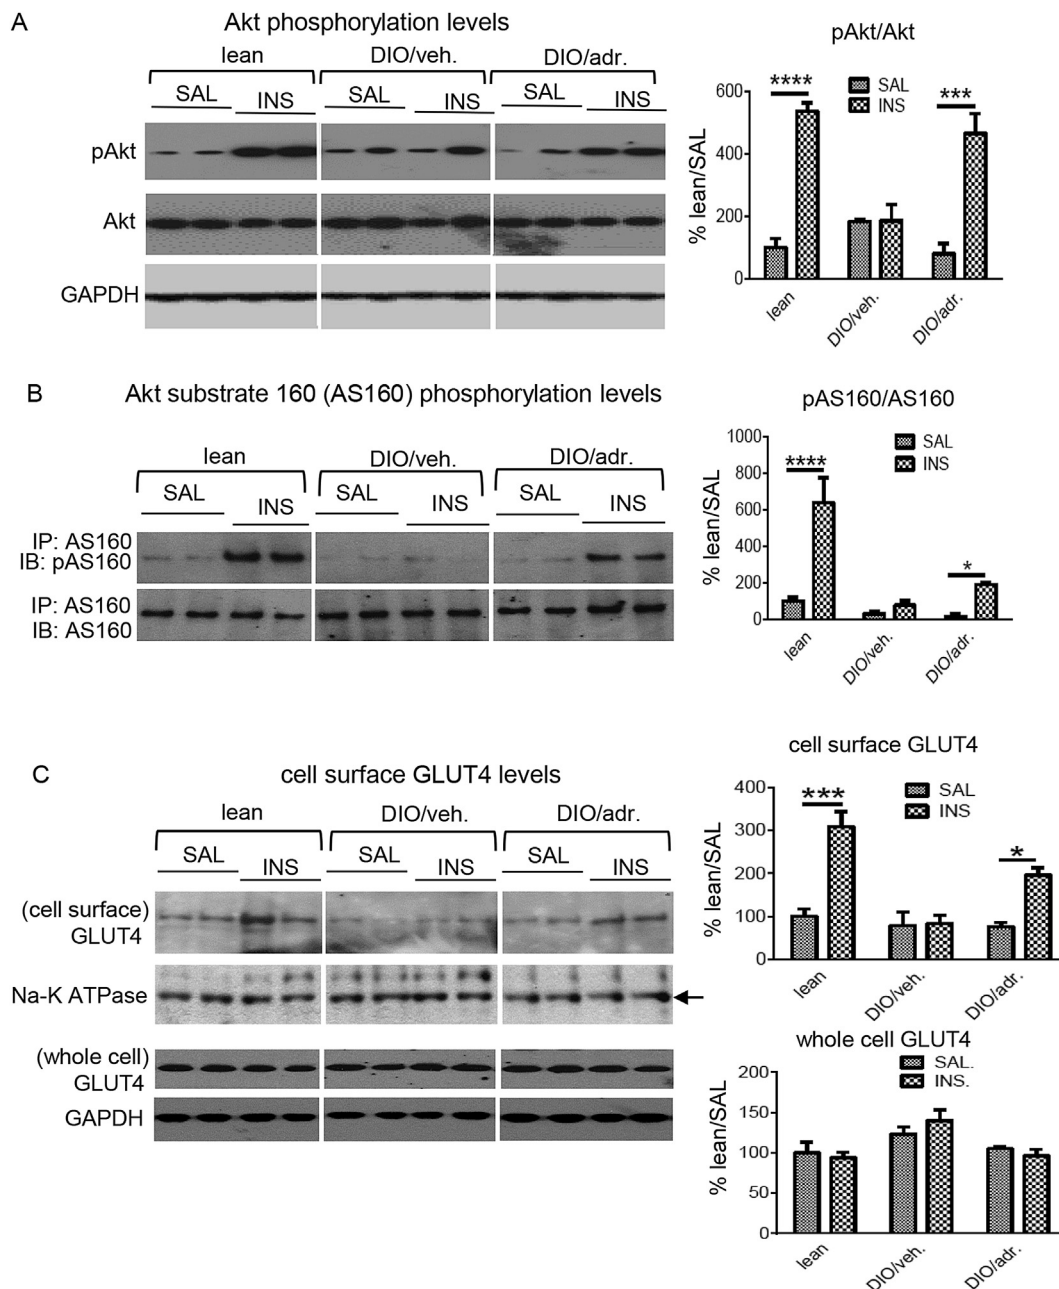 A
Akt phosphorylation levels
lean
DIO/veh.
DIO/adr.
SAL
INS
SAL
INS
SAL
INS
pAkt
Akt
GAPDH
pAkt/Akt
SAL
INS
****
***
% lean/SAL
600
400
200
0
lean
DIO/veh.
DIO/adr.
B
Akt substrate 160 (AS160) phosphorylation levels
lean
DIO/veh.
DIO/adr.
SAL
INS
SAL
INS
SAL
INS
IP: AS160
IB: pAS160
IP: AS160
IB: AS160
pAS160/AS160
SAL
INS
****
*
% lean/SAL
1000
800
600
400
200
0
lean
DIO/veh.
DIO/adr.
C
cell surface GLUT4 levels
lean
DIO/veh.
DIO/adr.
SAL
INS
SAL
INS
SAL
INS
(cell surface)
GLUT4
Na-K ATPase
(whole cell)
GLUT4
GAPDH
cell surface GLUT4
SAL
INS
***
*
% lean/SAL
400
300
200
100
0
lean
DIO/veh.
DIO/adr.
whole cell GLUT4
SAL.
INS.
% lean/SAL
200
150
100
50
0
lean
DIO/veh.
DIO/adr.